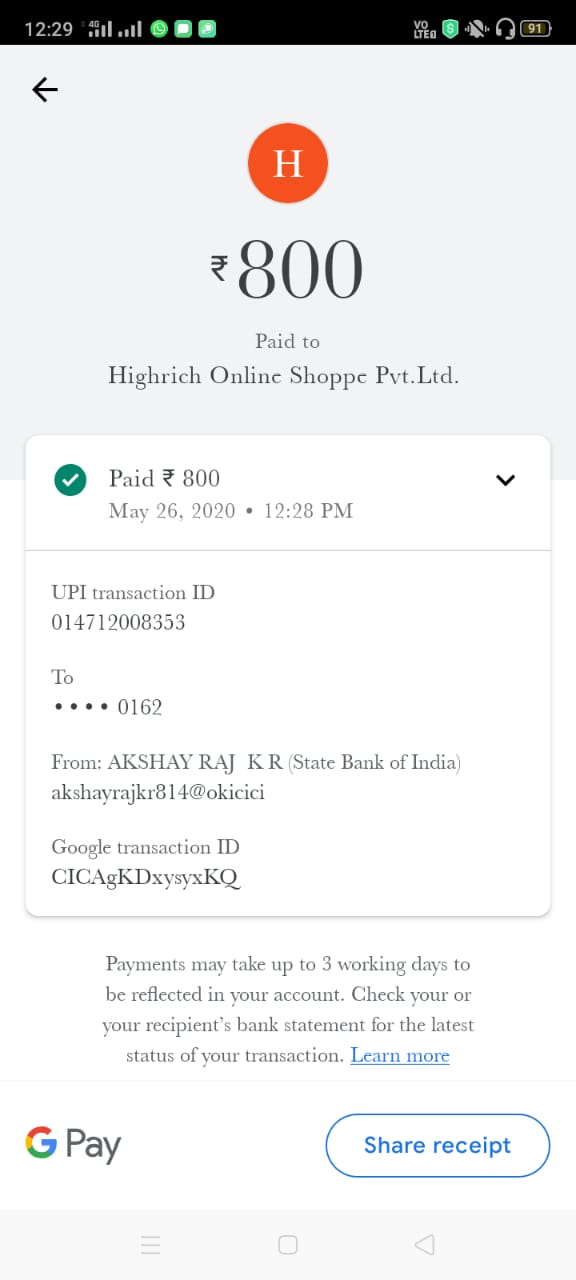 12:29 4G VO LTE 91
H
₹800
Paid to
Highrich Online Shoppe Pvt.Ltd.
Paid ₹ 800
May 26, 2020 • 12:28 PM
UPI transaction ID
014712008353
To
•••• 0162
From: AKSHAY RAJ K R (State Bank of India)
akshayrajkr814@okicici
Google transaction ID
CICAgKDxysyxKQ
Payments may take up to 3 working days to
be reflected in your account. Check your or
your recipient’s bank statement for the latest
status of your transaction. Learn more
G Pay Share receipt